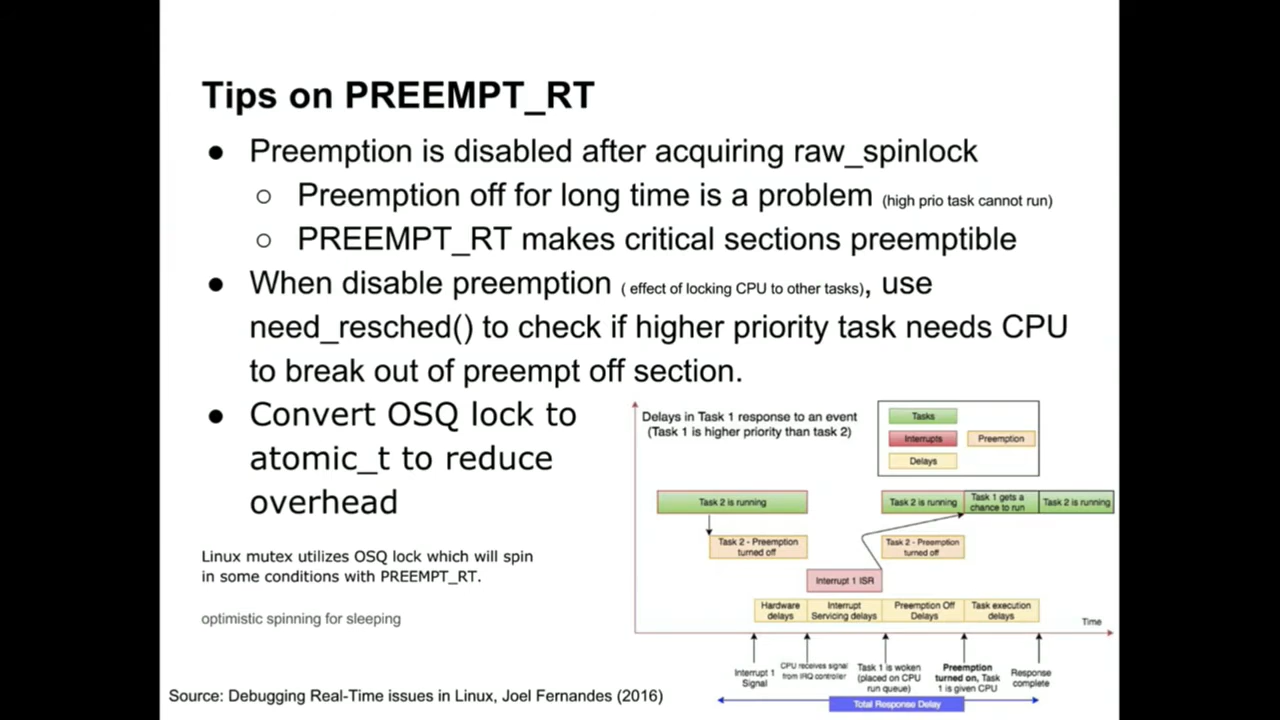 Tips on PREEMPT_RT
● Preemption is disabled after acquiring raw_spinlock
○ Preemption off for long time is a problem (high prio task cannot run)
○ PREEMPT_RT makes critical sections preemptible
● When disable preemption ( effect of locking CPU to other tasks), use
need_resched() to check if higher priority task needs CPU
to break out of preempt off section.
● Convert OSQ lock to
atomic_t to reduce
overhead
Linux mutex utilizes OSQ lock which will spin
in some conditions with PREEMPT_RT.
optimistic spinning for sleeping
Delays in Task 1 response to an event
(Task 1 is higher priority than task 2)
Tasks
Interrupts
Preemption
Delays
Task 2 is running
Task 2 is running
Task 1 gets a
chance to run
Task 2 is running
Task 2 - Preemption
turned off
Task 2 - Preemption
turned off
Interrupt 1 ISR
Hardware
delays
Interrupt
Servicing delays
Preemption Off
Delays
Task execution
delays
Time
Interrupt 1
Signal
CPU receives signal
from IRQ controller
Task 1 is woken
(placed on CPU
run queue)
Preemption
turned on, Task
1 is given CPU
Response
complete
Total Response Delay
Source: Debugging Real-Time issues in Linux, Joel Fernandes (2016)